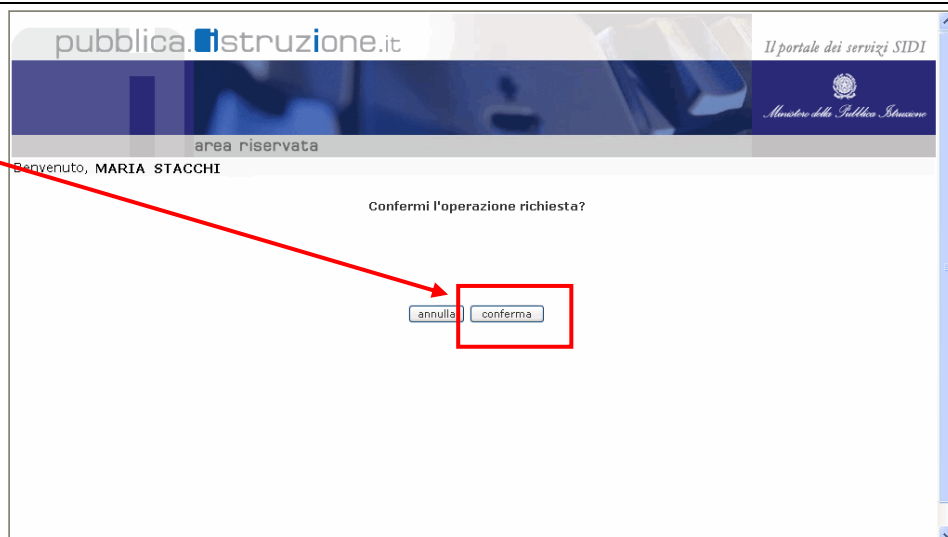 pubblica.istruzione.it
Il portale dei servizi SIDI
Ministero della Pubblica Istruzione
area riservata
Benvenuto, MARIA STACCHI
Confermi l'operazione richiesta?
annulla conferma